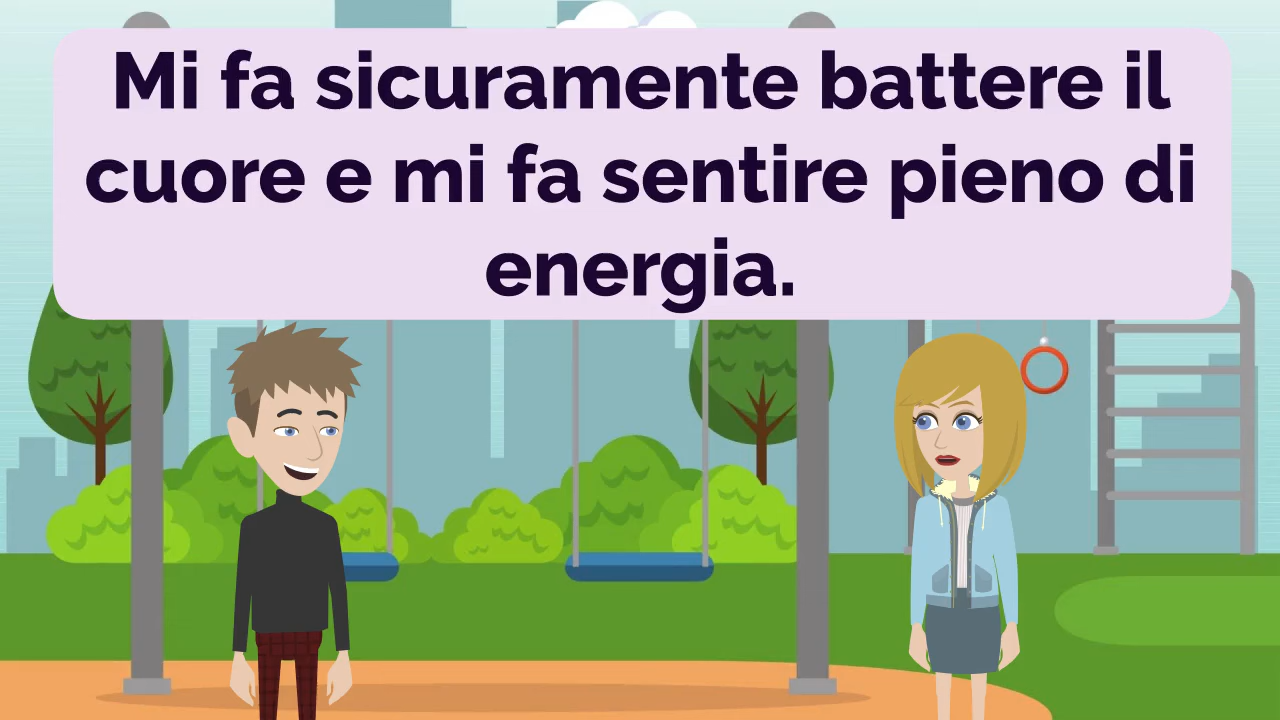 Mi fa sicuramente battere il
cuore e mi fa sentire pieno di
energia.